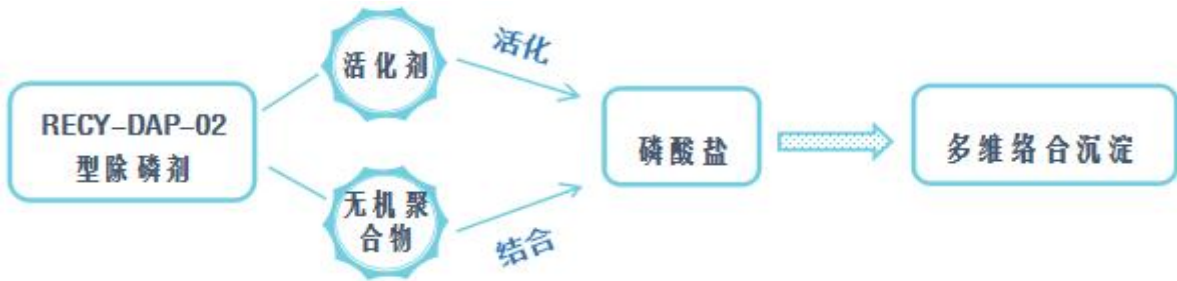 RECY-DAP-02
型除磷剂
活化剂
活化
无机聚
合物
结合
磷酸盐
多维络合沉淀